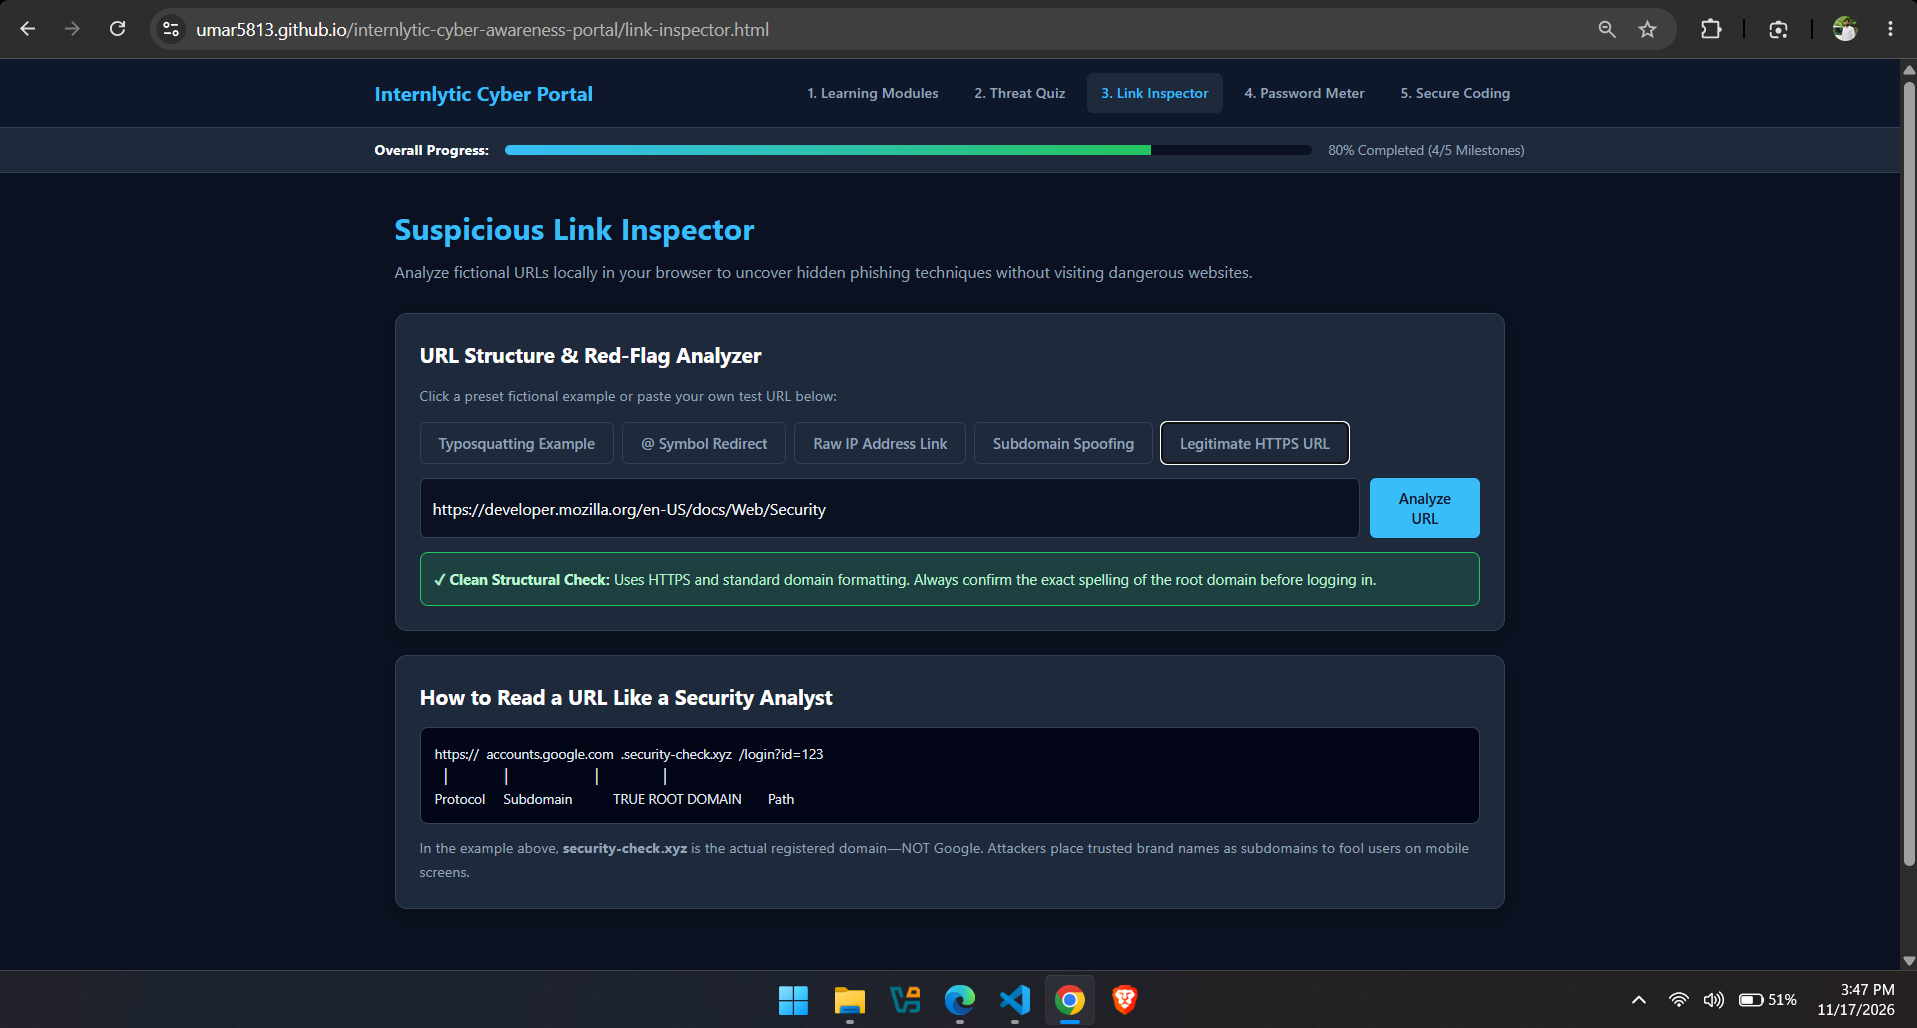 umar5813.github.io/internlytic-cyber-awareness-portal/link-inspector.html
Internlytic Cyber Portal
1. Learning Modules
2. Threat Quiz
3. Link Inspector
4. Password Meter
5. Secure Coding
Overall Progress:
80% Completed (4/5 Milestones)
Suspicious Link Inspector
Analyze fictional URLs locally in your browser to uncover hidden phishing techniques without visiting dangerous websites.
URL Structure & Red-Flag Analyzer
Click a preset fictional example or paste your own test URL below:
Typosquatting Example
@ Symbol Redirect
Raw IP Address Link
Subdomain Spoofing
Legitimate HTTPS URL
https://developer.mozilla.org/en-US/docs/Web/Security
Analyze
URL
✓ Clean Structural Check: Uses HTTPS and standard domain formatting. Always confirm the exact spelling of the root domain before logging in.
How to Read a URL Like a Security Analyst
https:// accounts.google.com .security-check.xyz /login?id=123
| | | |
Protocol Subdomain TRUE ROOT DOMAIN Path
In the example above, security-check.xyz is the actual registered domain—NOT Google. Attackers place trusted brand names as subdomains to fool users on mobile
screens.
51%
3:47 PM
11/17/2026